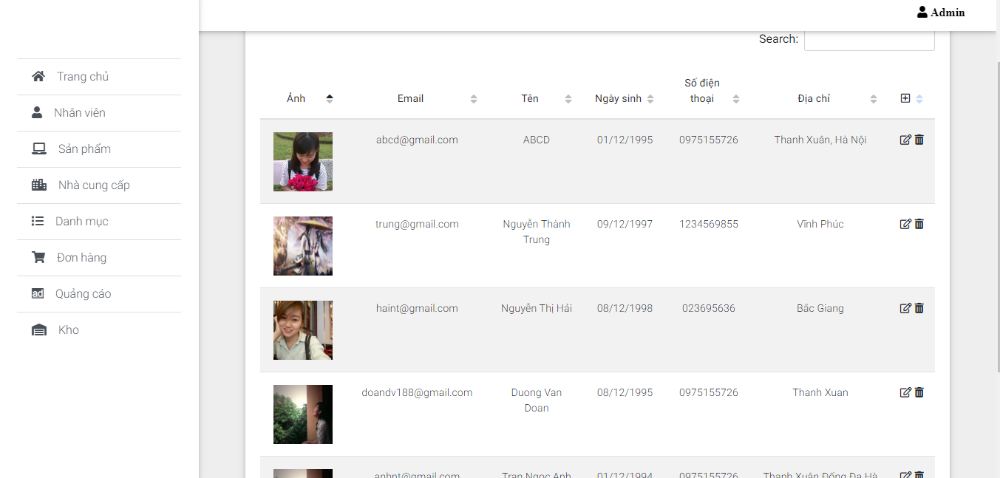 Admin
Trang chủ
Nhân viên
Sản phẩm
Nhà cung cấp
Danh mục
Đơn hàng
ad Quảng cáo
Kho
Search:
Ảnh Email Tên Ngày sinh Số điện thoại Địa chỉ
abcd@gmail.com ABCD 01/12/1995 0975155726 Thanh Xuân, Hà Nội
trung@gmail.com Nguyễn Thành Trung 09/12/1997 1234569855 Vĩnh Phúc
haint@gmail.com Nguyễn Thị Hải 08/12/1998 023695636 Bắc Giang
doandv188@gmail.com Duong Van Doan 08/12/1995 0975155726 Thanh Xuan
anhnt@gmail.com Tran Ngoc Anh 01/12/1994 0975155726 Thanh Xuân Đống Đa Hà